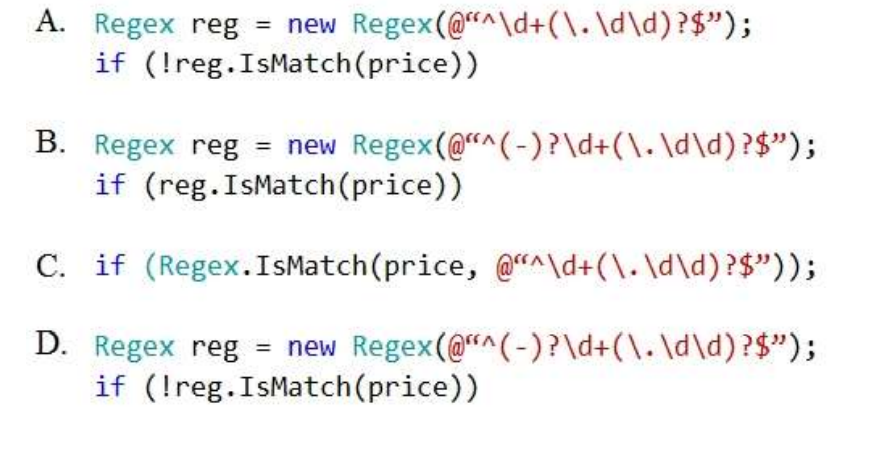 A. Regex reg = new Regex(@“^\d+(\.\d\d)?$”);
if (!reg.IsMatch(price))
B. Regex reg = new Regex(@“^(-)?\d+(\.\d\d)?$”);
if (reg.IsMatch(price))
C. if (Regex.IsMatch(price, @“^\d+(\.\d\d)?$”));
D. Regex reg = new Regex(@“^(-)?\d+(\.\d\d)?$”);
if (!reg.IsMatch(price))